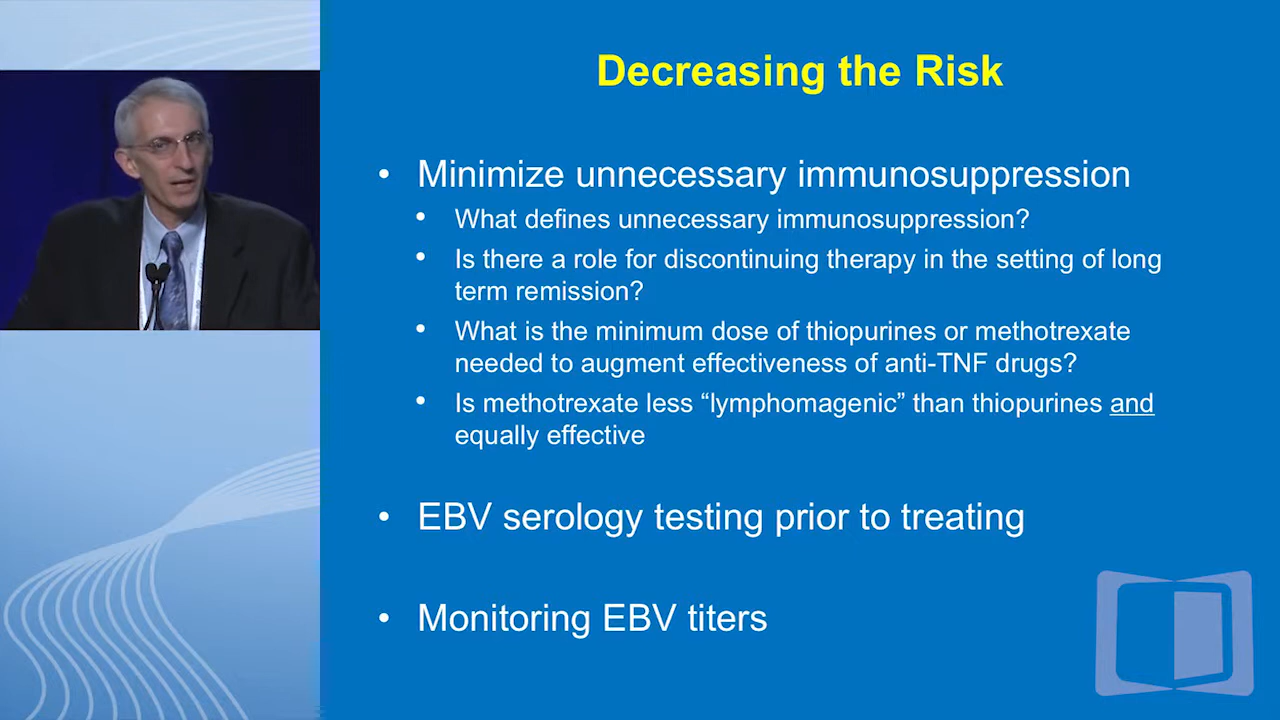 Decreasing the Risk
• Minimize unnecessary immunosuppression
• What defines unnecessary immunosuppression?
• Is there a role for discontinuing therapy in the setting of long
term remission?
• What is the minimum dose of thiopurines or methotrexate
needed to augment effectiveness of anti-TNF drugs?
• Is methotrexate less “lymphomagenic” than thiopurines and
equally effective
• EBV serology testing prior to treating
• Monitoring EBV titers